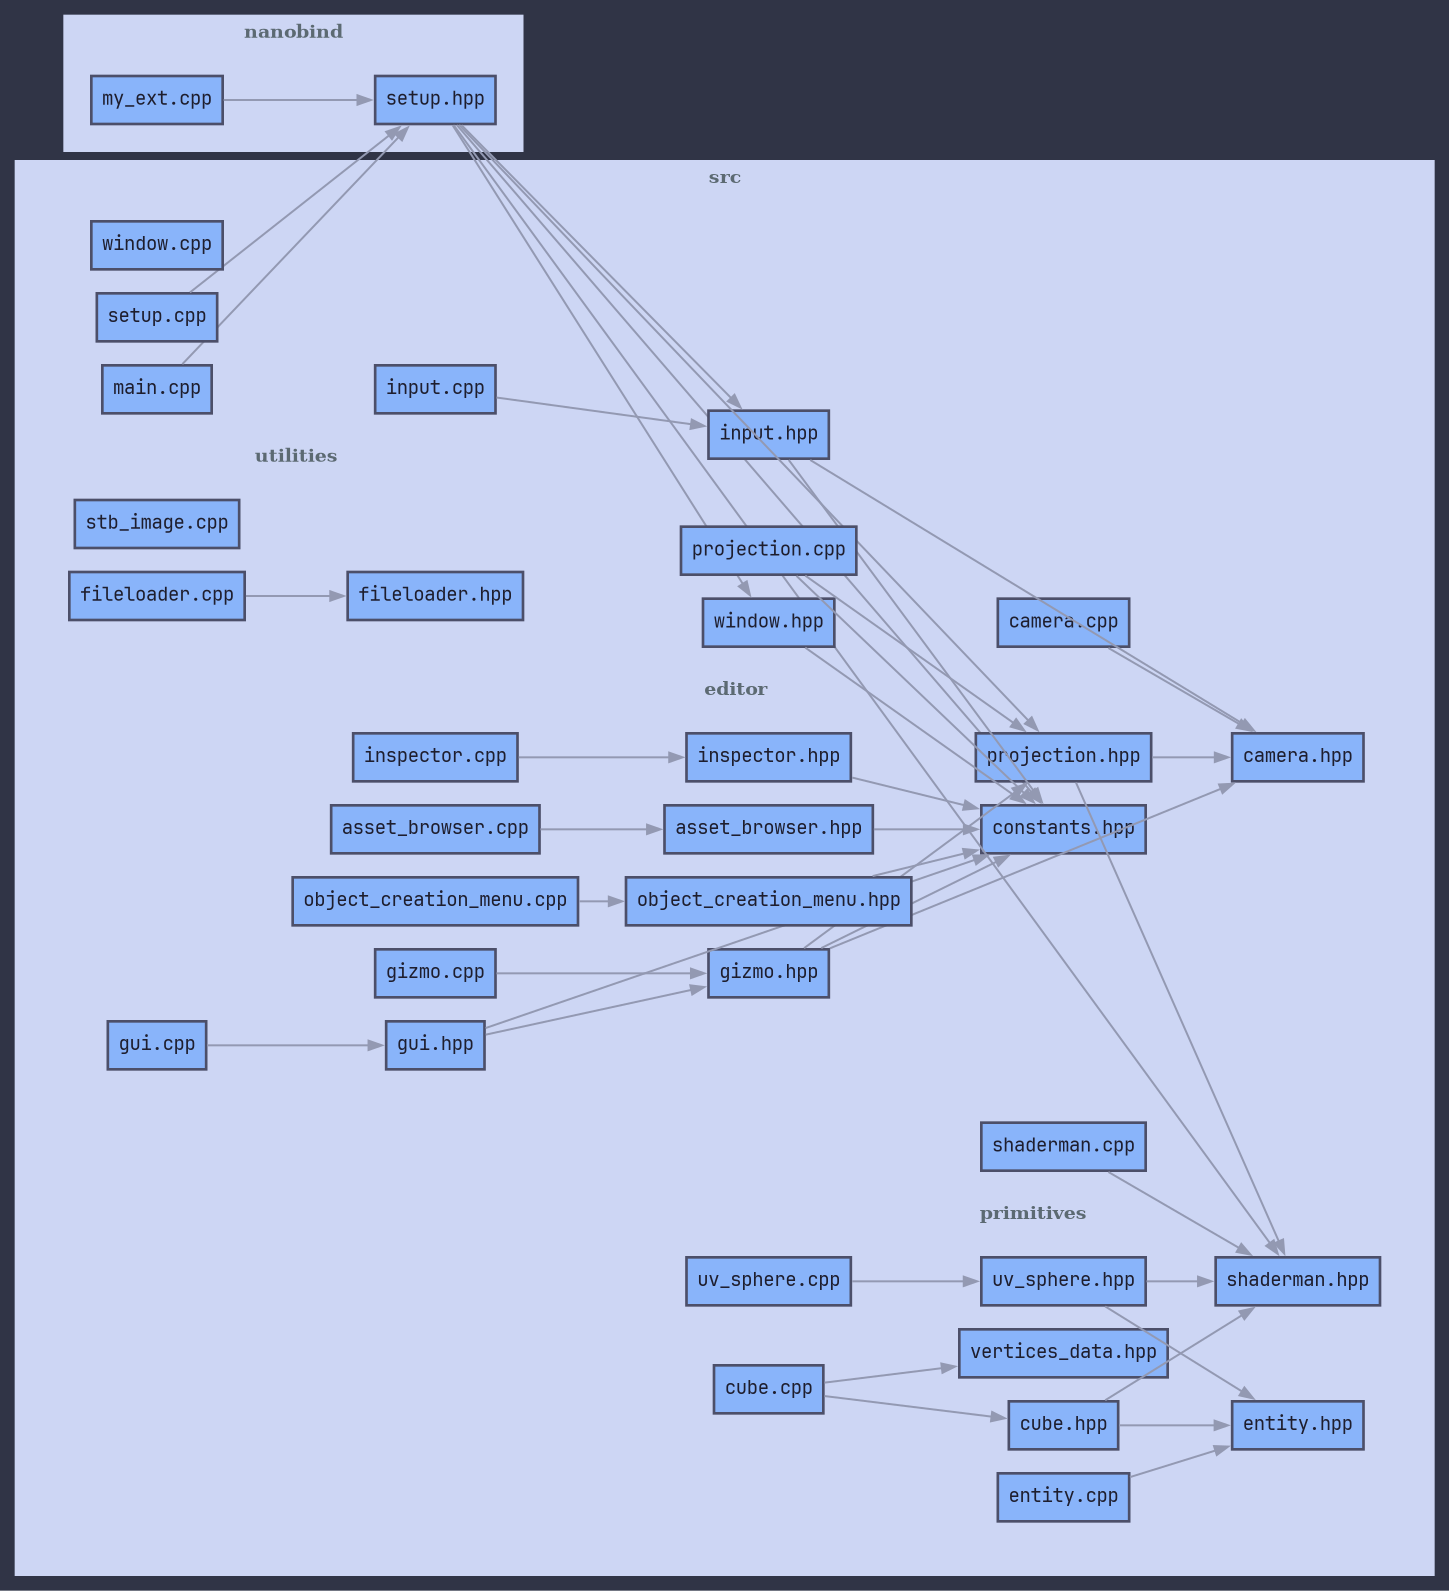 nanobind
my_ext.cpp
setup.hpp
src
window.cpp
setup.cpp
main.cpp
input.cpp
input.hpp
utilities
stb_image.cpp
projection.cpp
fileloader.cpp
fileloader.hpp
window.hpp
camera.cpp
editor
inspector.cpp
inspector.hpp
projection.hpp
camera.hpp
asset_browser.cpp
asset_browser.hpp
constants.hpp
object_creation_menu.cpp
object_creation_menu.hpp
gizmo.cpp
gizmo.hpp
gui.cpp
gui.hpp
shaderman.cpp
primitives
uv_sphere.cpp
uv_sphere.hpp
shaderman.hpp
vertices_data.hpp
cube.cpp
cube.hpp
entity.hpp
entity.cpp